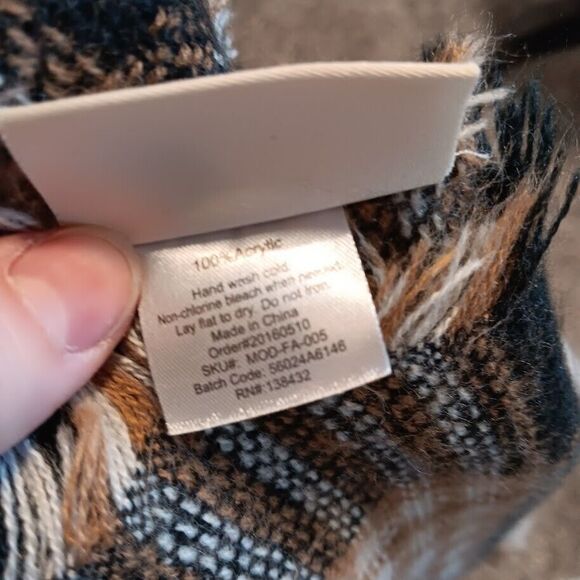 100% Acrylic
Hand wash cold.
Non-chlorine bleach when needed.
Lay flat to dry. Do not Iron.
Made in China
Order#20160510
SKU#: MOD-FA-005
Batch Code: 56024A6146
RN#:138432